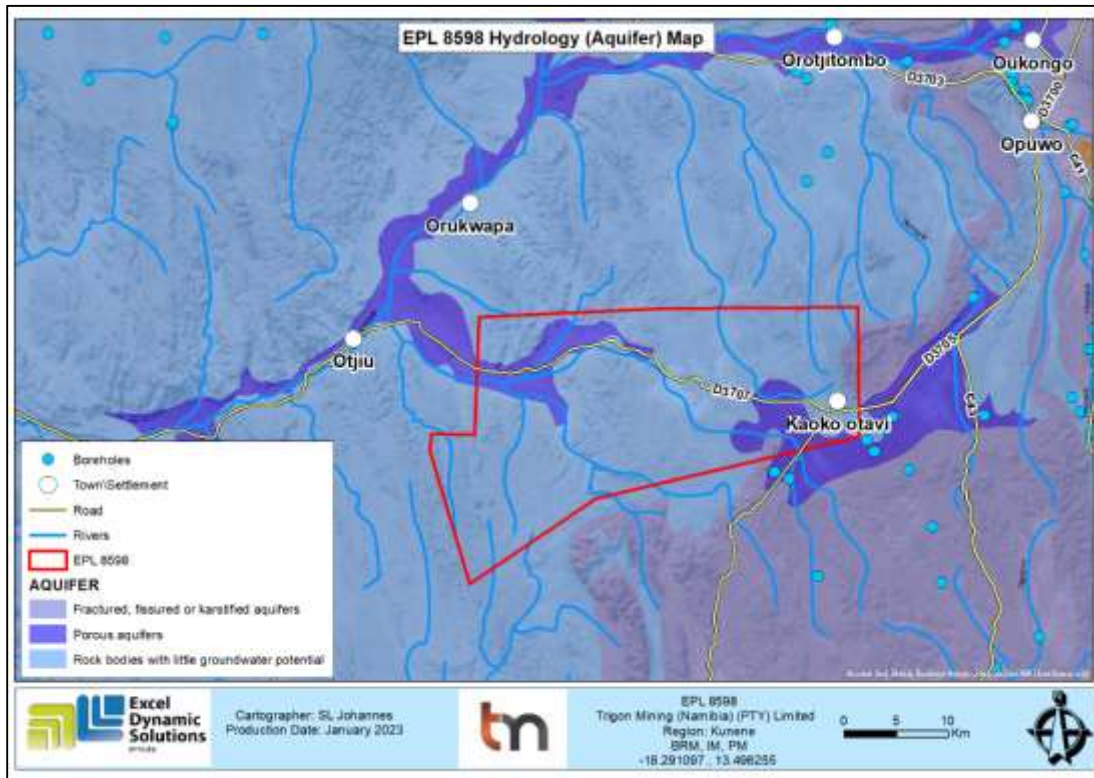 EPL 8598 Hydrology (Aquifer) Map
Orotjitombo
Oukongo
D3703
D3700
Opuwo
C41
Orukwapa
Otjiu
D3705
D3707
Kaoko otavi
C43
Boreholes
Town\Settlement
Road
Rivers
EPL 8598
AQUIFER
Fractured, fissured or karstified aquifers
Porous aquifers
Rock bodies with little groundwater potential
Excel
Dynamic
Solutions
Cartographer: SL Johannes
Production Date: January 2023
tm
EPL 8598
Trigon Mining (Namibia) (PTY) Limited
Region: Kunene
BRM, IM, PM
-18.291097, 13.498255
0 5 10
Km